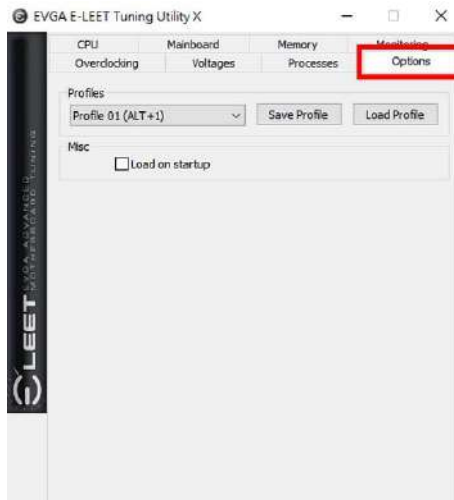 EVGA E-LEET Tuning Utility X
CPU Mainboard Memory Monitoring
Overclocking Voltages Processes Options
Profiles
Profile 01 (ALT+1) Save Profile Load Profile
Misc
Load on startup
E-LEET
EVGA ADVANCED
MOTHERBOARD TUNING